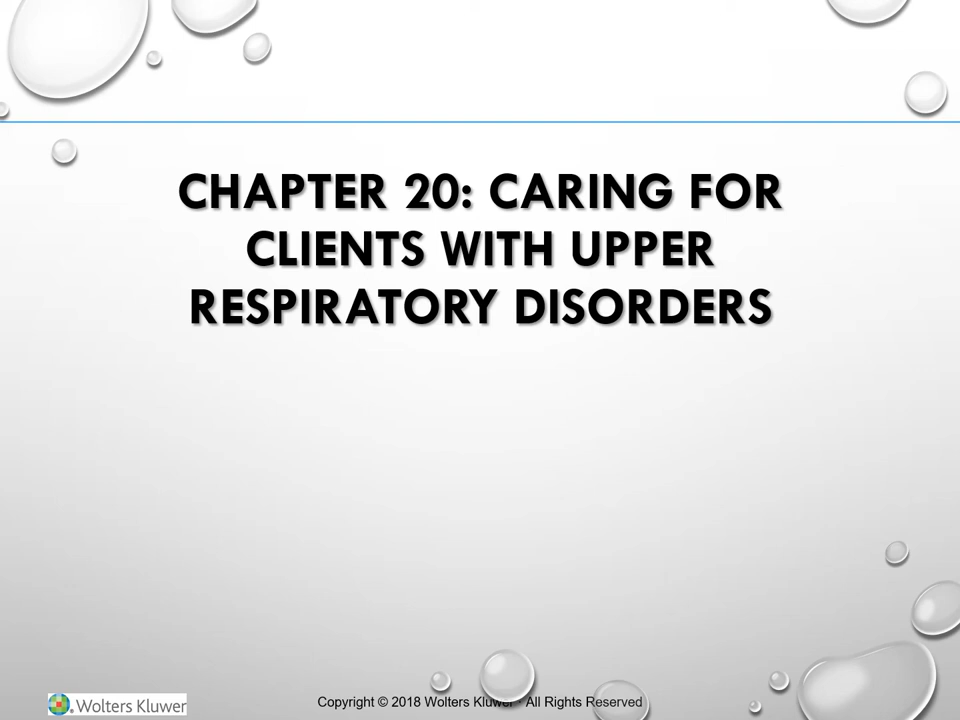 CHAPTER 20: CARING FOR
CLIENTS WITH UPPER
RESPIRATORY DISORDERS
Wolters Kluwer
Copyright © 2018 Wolters Kluwer · All Rights Reserved